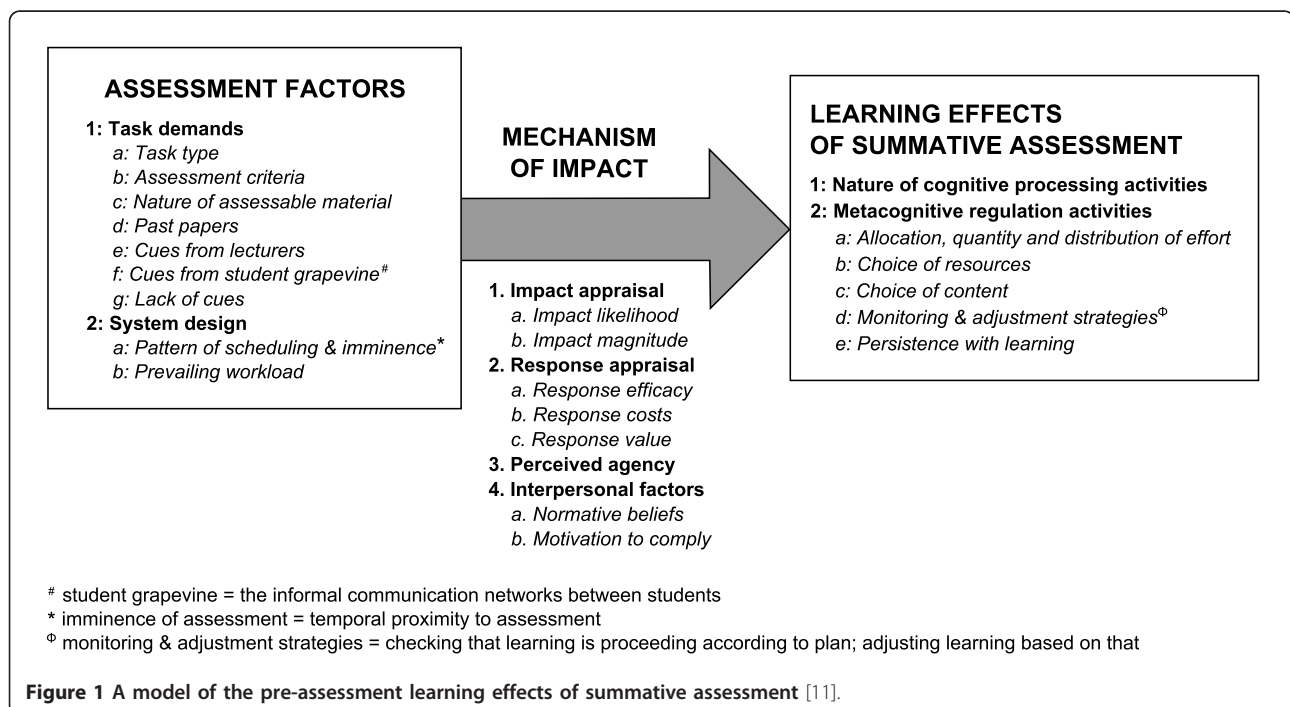 ASSESSMENT FACTORS
1: Task demands
a: Task type
b: Assessment criteria
c: Nature of assessable material
d: Past papers
e: Cues from lecturers
f: Cues from student grapevine#
g: Lack of cues
2: System design
a: Pattern of scheduling & imminence*
b: Prevailing workload
MECHANISM
OF IMPACT
1. Impact appraisal
a. Impact likelihood
b. Impact magnitude
2. Response appraisal
a. Response efficacy
b. Response costs
c. Response value
3. Perceived agency
4. Interpersonal factors
a. Normative beliefs
b. Motivation to comply
LEARNING EFFECTS
OF SUMMATIVE ASSESSMENT
1: Nature of cognitive processing activities
2: Metacognitive regulation activities
a: Allocation, quantity and distribution of effort
b: Choice of resources
c: Choice of content
d: Monitoring & adjustment strategiesΦ
e: Persistence with learning
# student grapevine = the informal communication networks between students
* imminence of assessment = temporal proximity to assessment
Φ monitoring & adjustment strategies = checking that learning is proceeding according to plan; adjusting learning based on that
Figure 1 A model of the pre-assessment learning effects of summative assessment [11].